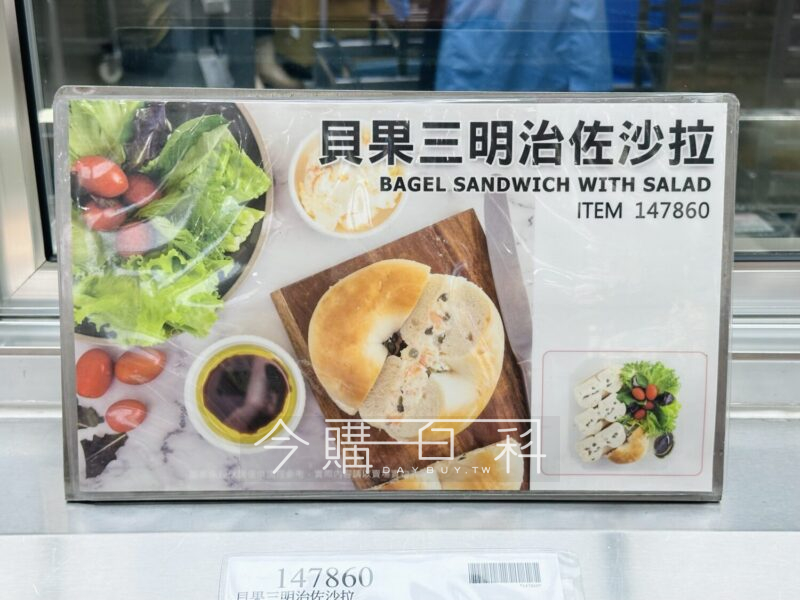 貝果三明治佐沙拉
BAGEL SANDWICH WITH SALAD
ITEM 147860
今購百科
DAYBUY.TW
147860
貝果三明治佐沙拉